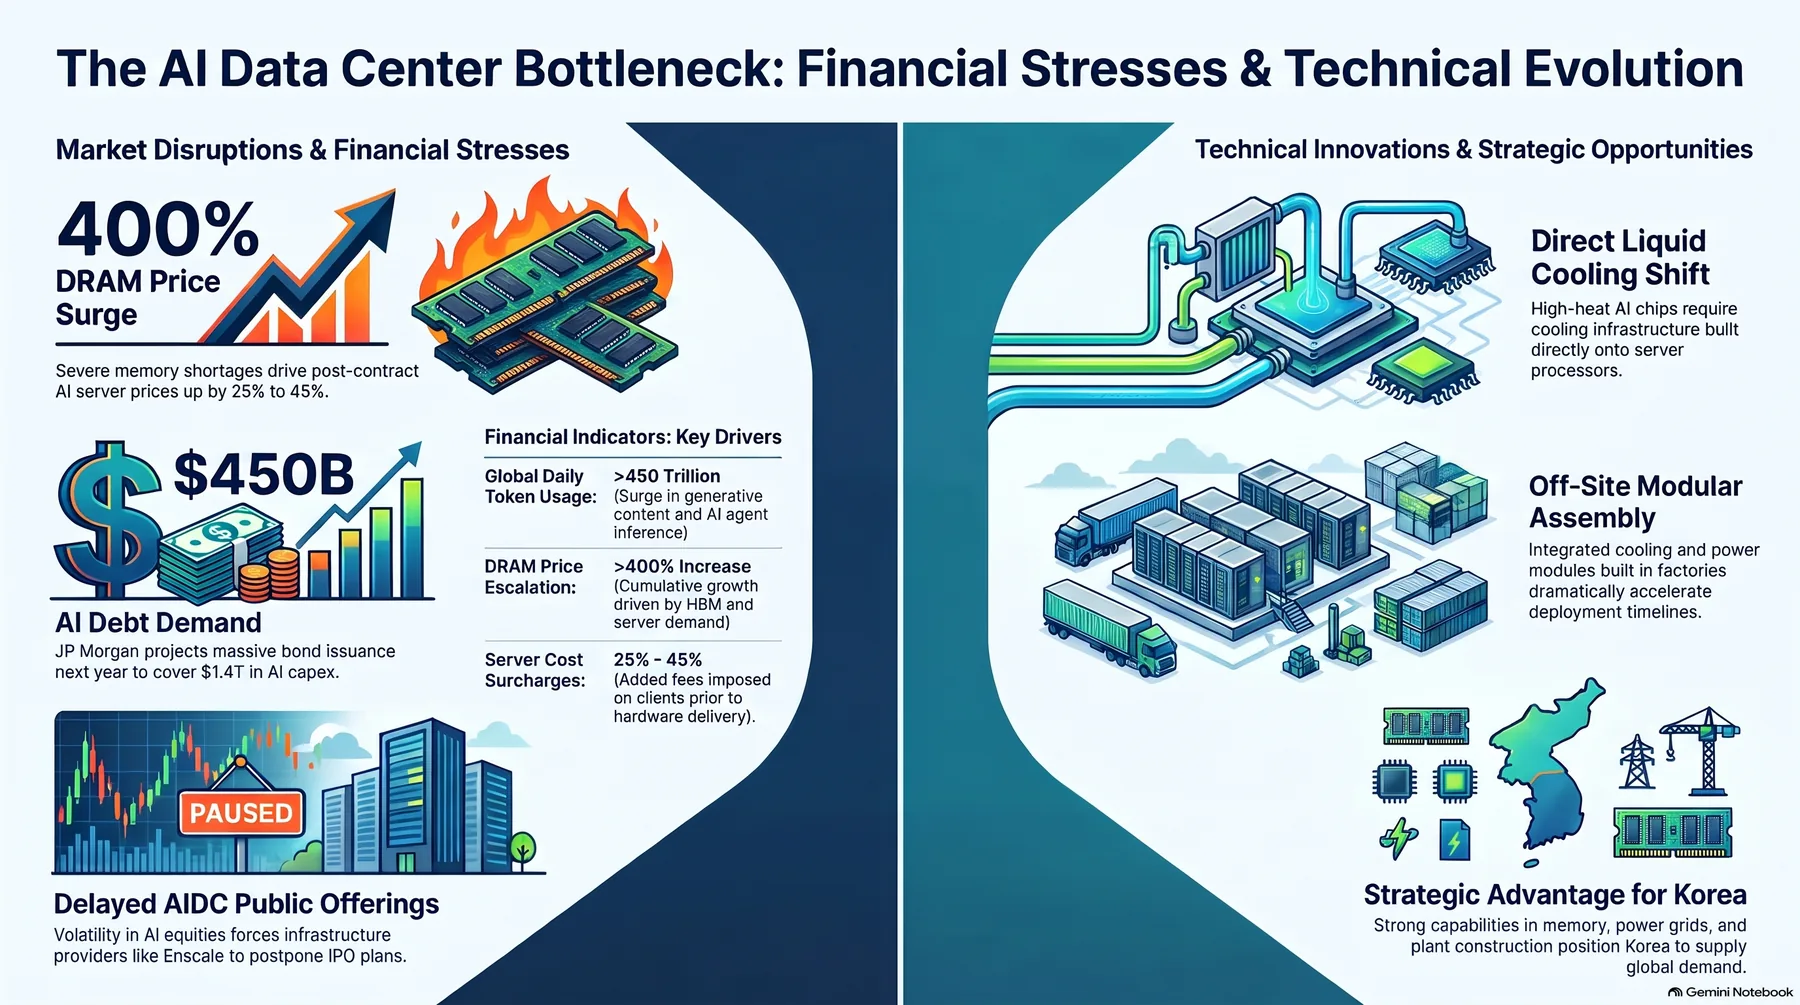 The AI Data Center Bottleneck: Financial Stresses & Technical Evolution
Market Disruptions & Financial Stresses
400%
DRAM Price
Surge
Severe memory shortages drive post-contract
AI server prices up by 25% to 45%.
$450B
AI Debt Demand
JP Morgan projects massive bond issuance
next year to cover $1.4T in AI capex.
Financial Indicators: Key Drivers
Global Daily
Token Usage:
>450 Trillion
(Surge in generative
content and AI agent
inference)
DRAM Price
Escalation:
>400% Increase
(Cumulative growth
driven by HBM and
server demand)
Server Cost
Surcharges:
25% - 45%
(Added fees imposed
on clients prior to
hardware delivery).
PAUSED
Delayed AIDC Public Offerings
Volatility in AI equities forces infrastructure
providers like Enscale to postpone IPO plans.
Technical Innovations & Strategic Opportunities
Direct Liquid
Cooling Shift
High-heat AI chips require
cooling infrastructure built
directly onto server
processors.
Off-Site Modular
Assembly
Integrated cooling and power
modules built in factories
dramatically accelerate
deployment timelines.
Strategic Advantage for Korea
Strong capabilities in memory, power grids, and
plant construction position Korea to supply
global demand.
Gemini Notebook